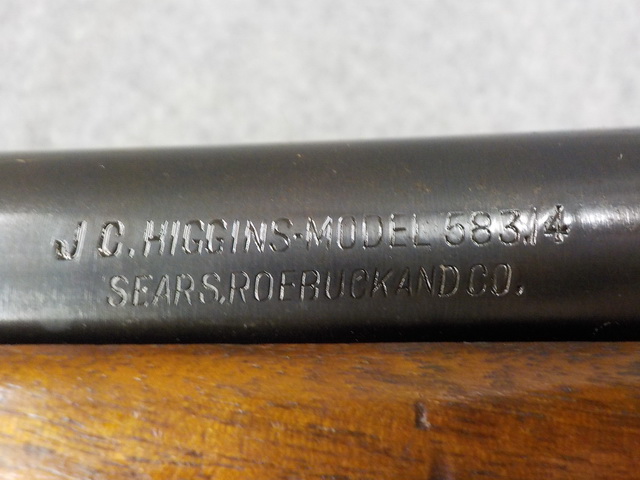 J.C. HIGGINS-MODEL 583.14
SEARS, ROEBUCK AND CO.